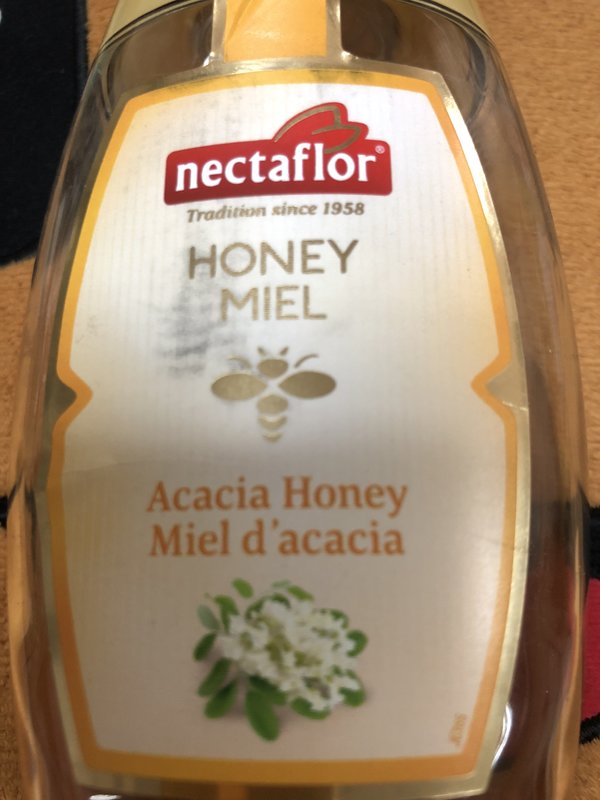 nectaflor®
Tradition since 1958
HONEY
MIEL
Acacia Honey
Miel d'acacia